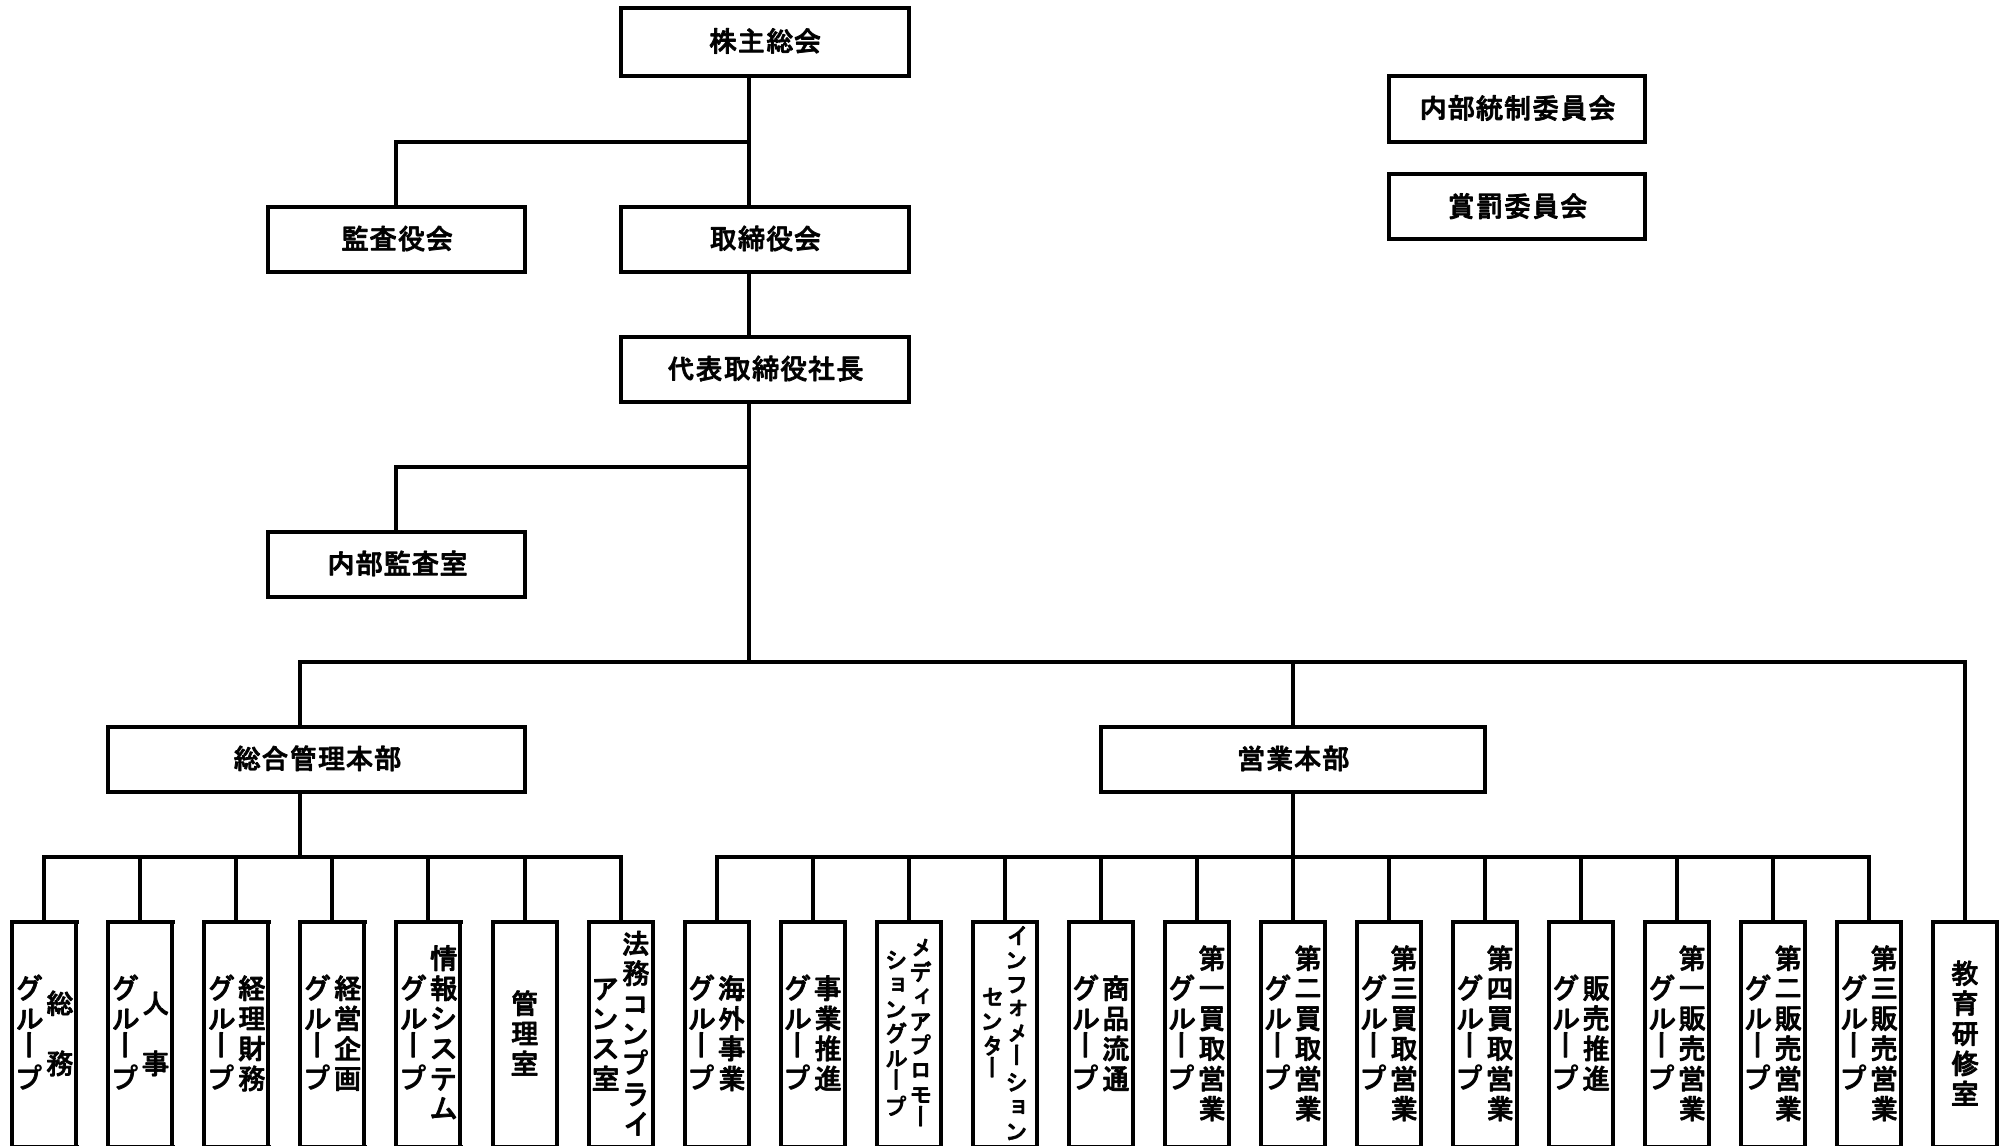 株主総会
内部統制委員会
賞罰委員会
監査役会
取締役会
代表取締役社長
内部監査室
総合管理本部
営業本部
総務
グループ
人事
グループ
経理財務
グループ
経営企画
グループ
情報システム
グループ
管理室
法務コンプライ
アンス室
海外事業
グループ
事業推進
グループ
メディアプロモー
ショングループ
インフォメーション
センター
商品流通
グループ
第一買取営業
グループ
第二買取営業
グループ
第三買取営業
グループ
第四買取営業
グループ
販売推進
グループ
第一販売営業
グループ
第二販売営業
グループ
第三販売営業
グループ
教育研修室